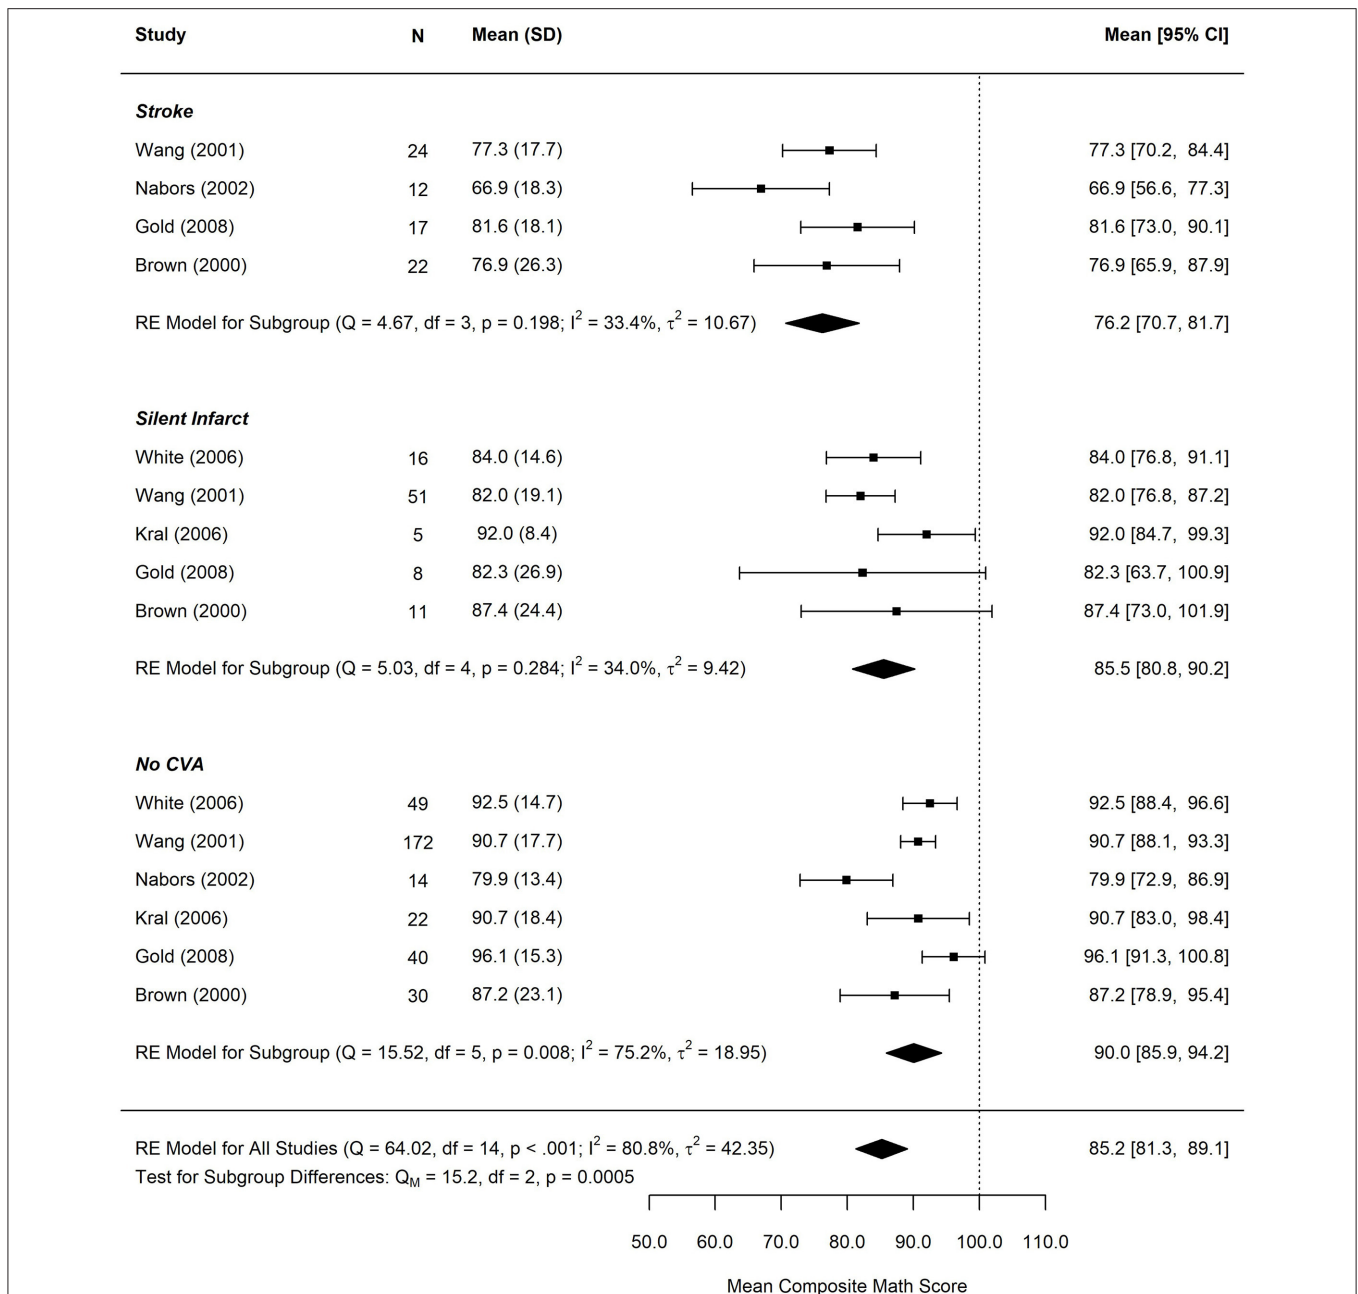 Study N Mean (SD) Mean [95% CI]
Stroke
Wang (2001) 24 77.3 (17.7) 77.3 [70.2, 84.4]
Nabors (2002) 12 66.9 (18.3) 66.9 [56.6, 77.3]
Gold (2008) 17 81.6 (18.1) 81.6 [73.0, 90.1]
Brown (2000) 22 76.9 (26.3) 76.9 [65.9, 87.9]
RE Model for Subgroup (Q = 4.67, df = 3, p = 0.198; I² = 33.4%, τ² = 10.67) 76.2 [70.7, 81.7]
Silent Infarct
White (2006) 16 84.0 (14.6) 84.0 [76.8, 91.1]
Wang (2001) 51 82.0 (19.1) 82.0 [76.8, 87.2]
Kral (2006) 5 92.0 (8.4) 92.0 [84.7, 99.3]
Gold (2008) 8 82.3 (26.9) 82.3 [63.7, 100.9]
Brown (2000) 11 87.4 (24.4) 87.4 [73.0, 101.9]
RE Model for Subgroup (Q = 5.03, df = 4, p = 0.284; I² = 34.0%, τ² = 9.42) 85.5 [80.8, 90.2]
No CVA
White (2006) 49 92.5 (14.7) 92.5 [88.4, 96.6]
Wang (2001) 172 90.7 (17.7) 90.7 [88.1, 93.3]
Nabors (2002) 14 79.9 (13.4) 79.9 [72.9, 86.9]
Kral (2006) 22 90.7 (18.4) 90.7 [83.0, 98.4]
Gold (2008) 40 96.1 (15.3) 96.1 [91.3, 100.8]
Brown (2000) 30 87.2 (23.1) 87.2 [78.9, 95.4]
RE Model for Subgroup (Q = 15.52, df = 5, p = 0.008; I² = 75.2%, τ² = 18.95) 90.0 [85.9, 94.2]
RE Model for All Studies (Q = 64.02, df = 14, p < .001; I² = 80.8%, τ² = 42.35) 85.2 [81.3, 89.1]
Test for Subgroup Differences: Q_M = 15.2, df = 2, p = 0.0005
50.0 60.0 70.0 80.0 90.0 100.0 110.0
Mean Composite Math Score